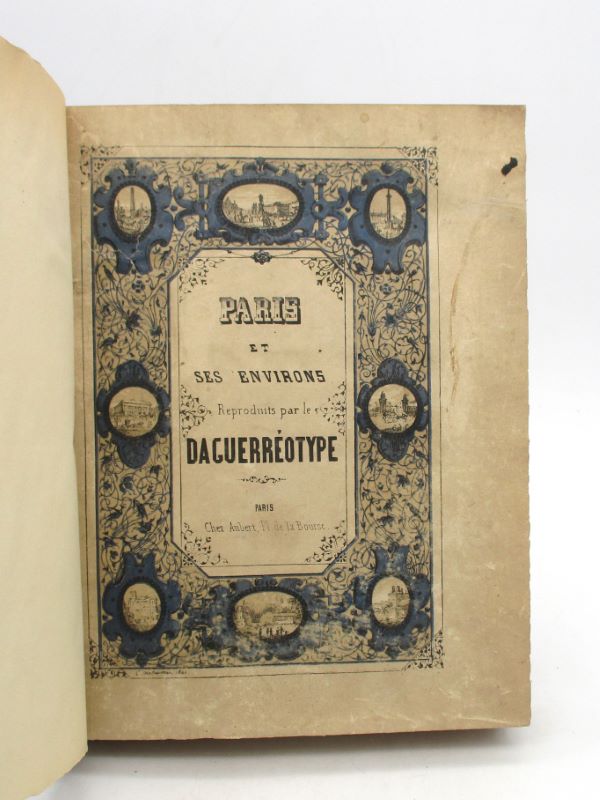 PARIS
ET
SES ENVIRONS
Reproduits par le
DAGUERRÉOTYPE
PARIS
Chez Aubert, Pl. de la Bourse